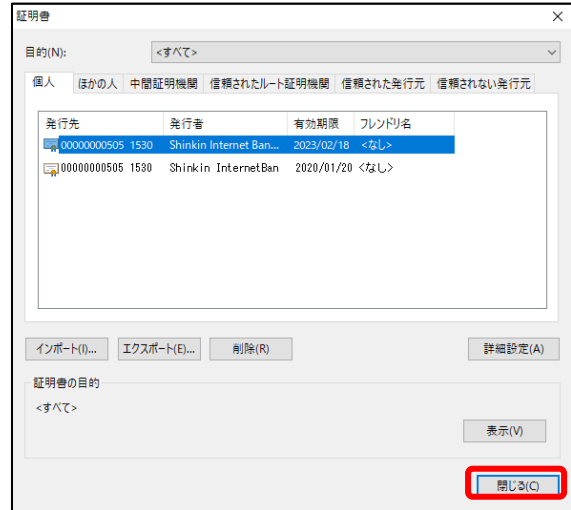 証明書
目的(N): <すべて>
個人 ほかの人 中間証明機関 信頼されたルート証明機関 信頼された発行元 信頼されない発行元
発行先 発行者 有効期限 フレンドリ名
00000000505 1530 Shinkin Internet Ban... 2023/02/18 <なし>
00000000505 1530 Shinkin InternetBan 2020/01/20 <なし>
インポート(I)... エクスポート(E)... 削除(R) 詳細設定(A)
証明書の目的
<すべて>
表示(V)
閉じる(C)